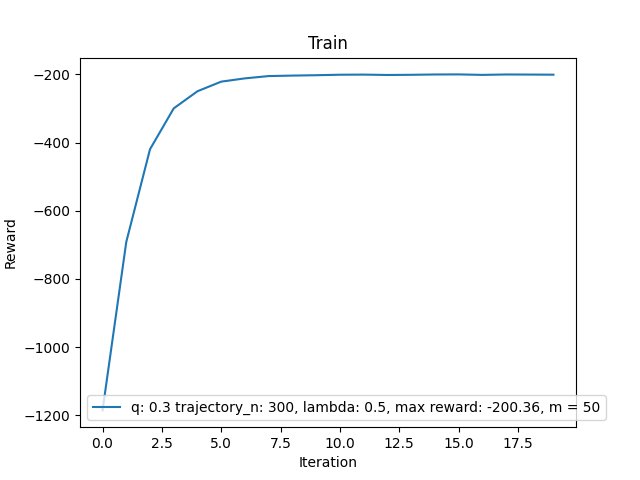 Train
Reward
−200
−400
−600
−800
−1000
−1200
q: 0.3 trajectory_n: 300, lambda: 0.5, max reward: -200.36, m = 50
0.0 2.5 5.0 7.5 10.0 12.5 15.0 17.5
Iteration